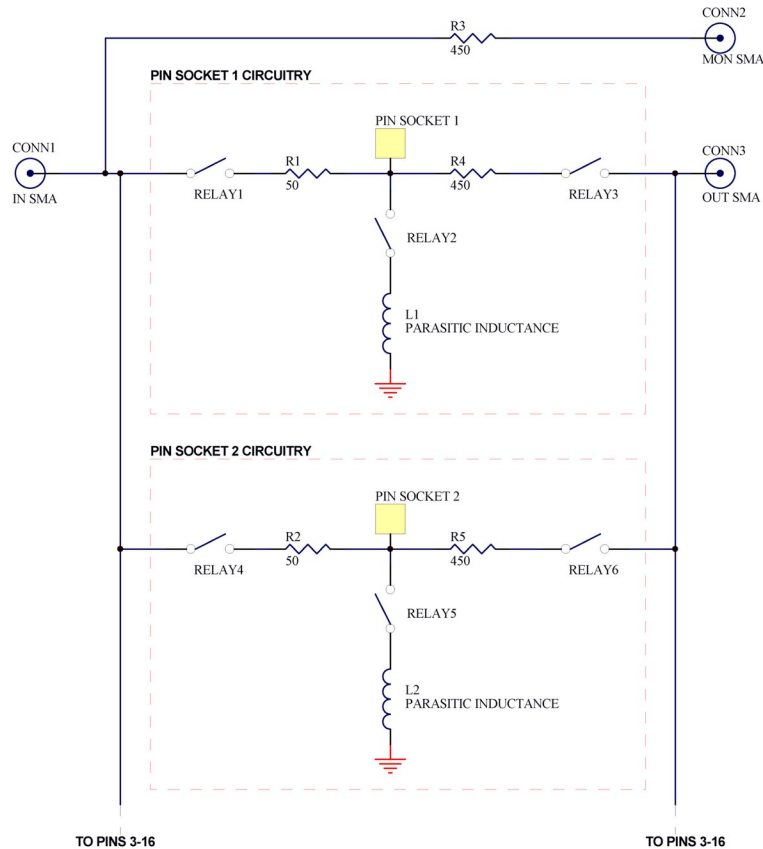 CONN2
R3
450
MON SMA
PIN SOCKET 1 CIRCUITRY
PIN SOCKET 1
CONN1
IN SMA
RELAY1
R1
50
R4
450
RELAY3
CONN3
OUT SMA
RELAY2
L1
PARASITIC INDUCTANCE
PIN SOCKET 2 CIRCUITRY
PIN SOCKET 2
RELAY4
R2
50
R5
450
RELAY6
RELAY5
L2
PARASITIC INDUCTANCE
TO PINS 3-16
TO PINS 3-16